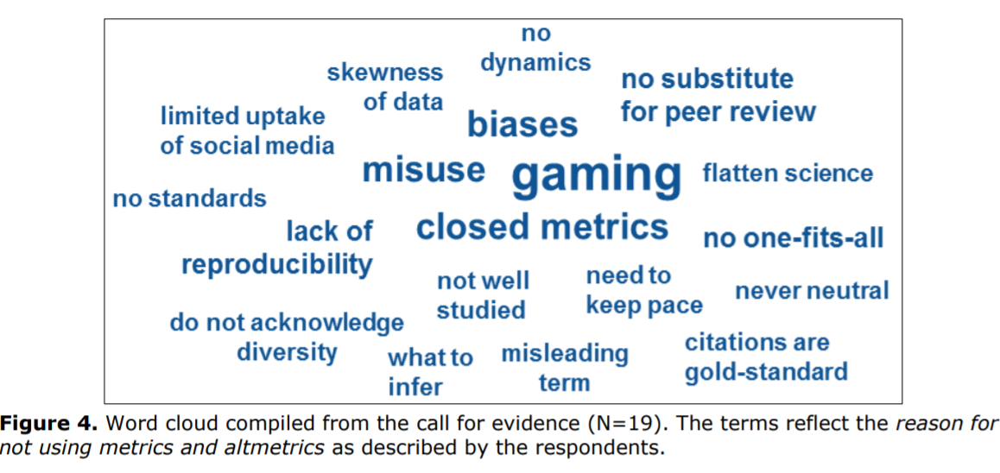 no
dynamics
skewness
of data
no substitute
for peer review
limited uptake
of social media
biases
misuse
gaming
flatten science
no standards
lack of
reproducibility
closed metrics
no one-fits-all
not well
studied
need to
keep pace
never neutral
do not acknowledge
diversity
what to
infer
misleading
term
citations are
gold-standard
Figure 4. Word cloud compiled from the call for evidence (N=19). The terms reflect the reason for
not using metrics and altmetrics as described by the respondents.